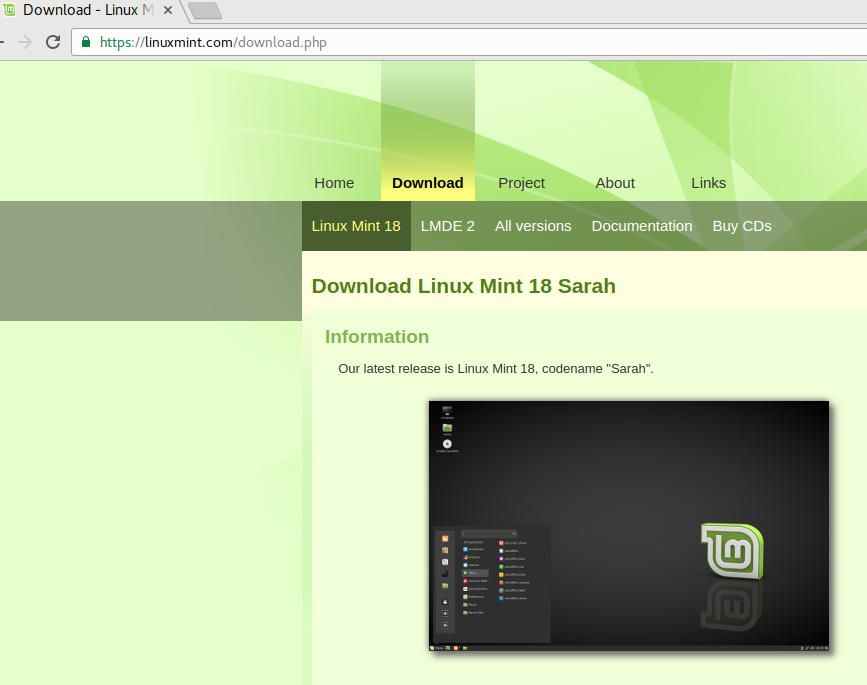 Download - Linux M
https://linuxmint.com/download.php
Home Download Project About Links
Linux Mint 18 LMDE 2 All versions Documentation Buy CDs
Download Linux Mint 18 Sarah
Information
Our latest release is Linux Mint 18, codename "Sarah".